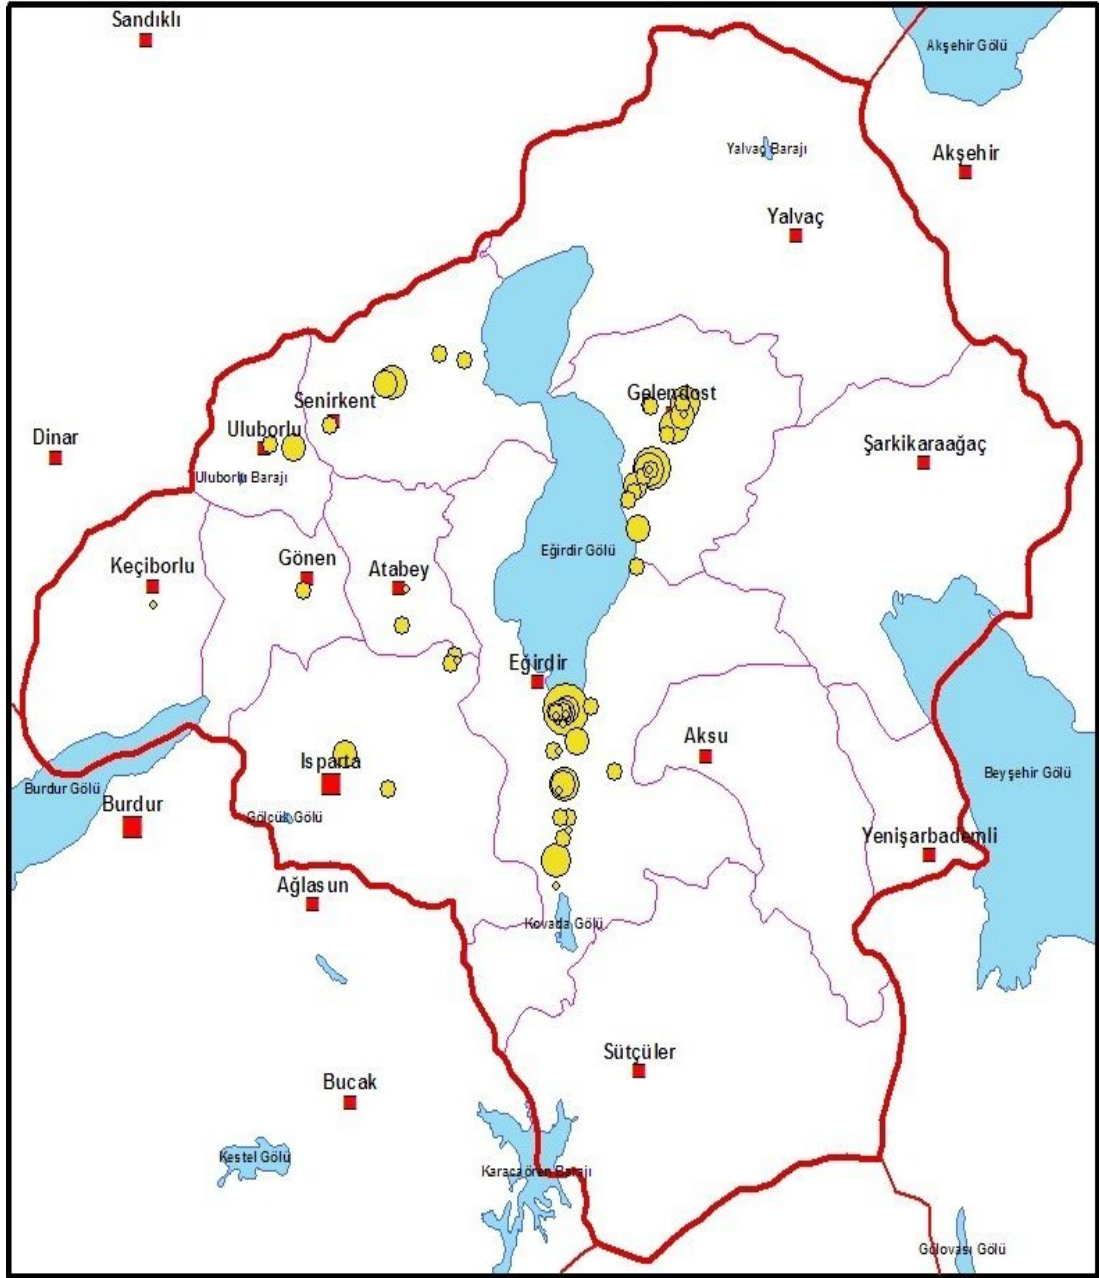 Sandıklı
Akşehir Gölü
Yalvaç Barajı
Akşehir
Yalvaç
Gelendost
Senirkent
Uluborlu
Dinar
Şarkikaraağaç
Uluborlu Barajı
Eğirdir Gölü
Gönen
Keçiborlu
Atabey
Eğirdir
Aksu
Isparta
Beyşehir Gölü
Burdur Gölü
Burdur
Gölcük Gölü
Yenişarbademli
Ağlasun
Kovada Gölü
Sütçüler
Bucak
Kestel Gölü
Karacaören Barajı
Gölovası Gölü